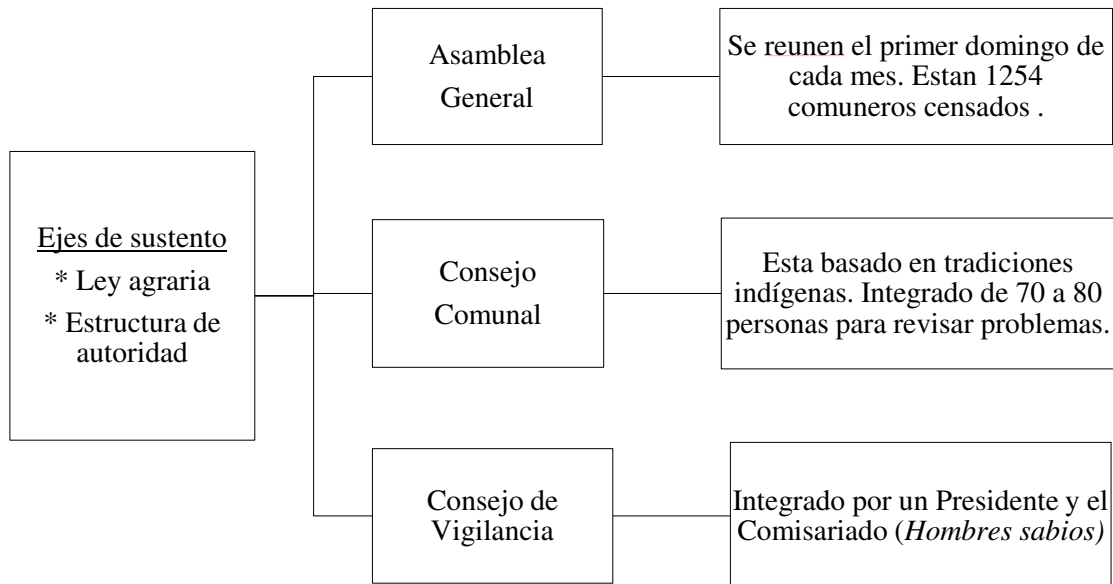 Asamblea
General
Se reunen el primer domingo de
cada mes. Estan 1254
comuneros censados .
Ejes de sustento
* Ley agraria
* Estructura de
autoridad
Consejo
Comunal
Esta basado en tradiciones
indígenas. Integrado de 70 a 80
personas para revisar problemas.
Consejo de
Vigilancia
Integrado por un Presidente y el
Comisariado (Hombres sabios)